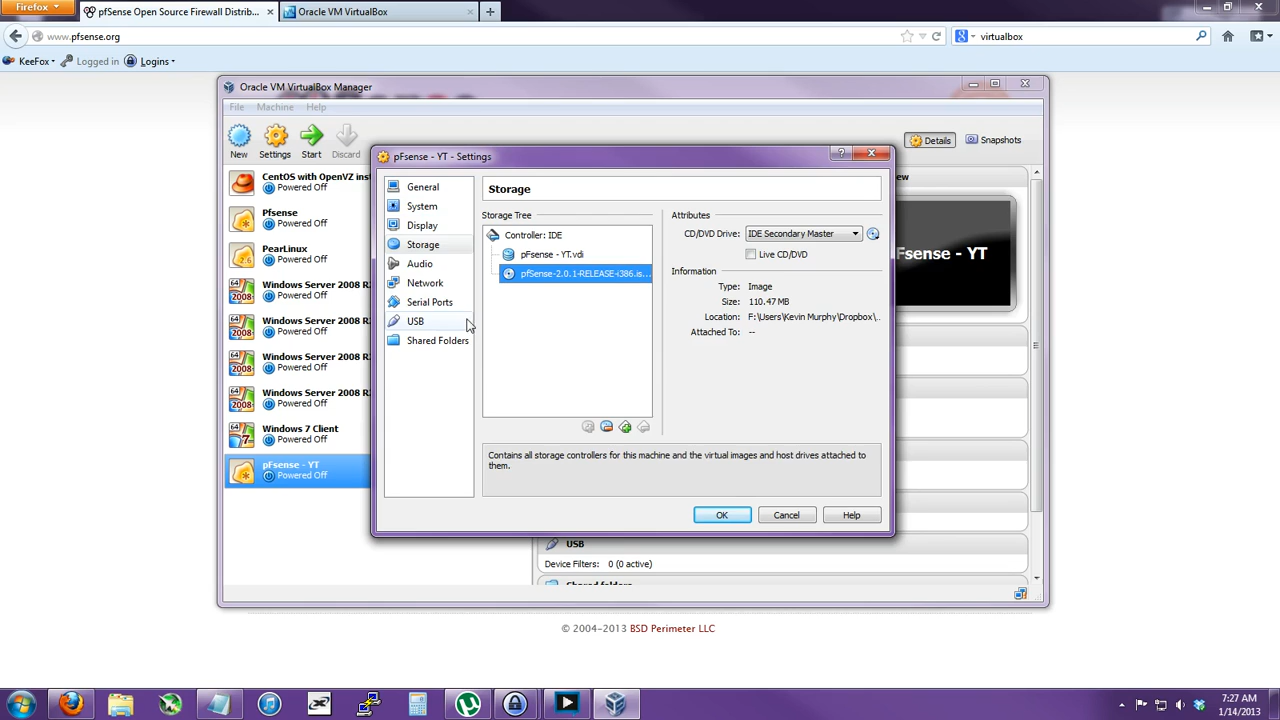 Firefox
pfSense Open Source Firewall Distrib...
Oracle VM VirtualBox
www.pfsense.org
virtualbox
KeeFox
Logged in
Logins
Oracle VM VirtualBox Manager
File Machine Help
New
Settings
Start
Discard
Details
Snapshots
CentOS with OpenVZ
Powered Off
Pfsense
Powered Off
PearLinux
Powered Off
Windows Server 2008
Powered Off
Windows Server 2008
Powered Off
Windows Server 2008
Powered Off
Windows Server 2008
Powered Off
Windows 7 Client
Powered Off
pFsense - YT
Powered Off
pFsense - YT - Settings
General
System
Display
Storage
Audio
Network
Serial Ports
USB
Shared Folders
Storage
Storage Tree
Controller: IDE
pFsense - YT.vdi
pfSense-2.0.1-RELEASE-i386.is...
Attributes
CD/DVD Drive: IDE Secondary Master
Live CD/DVD
Information
Type: Image
Size: 110.47 MB
Location: F:\Users\Kevin Murphy\Dropbox\..
Attached To: --
Contains all storage controllers for this machine and the virtual images and host drives attached to
them.
OK
Cancel
Help
Fsense - YT
USB
Device Filters: 0 (0 active)
© 2004-2013 BSD Perimeter LLC
7:27 AM
1/14/2013